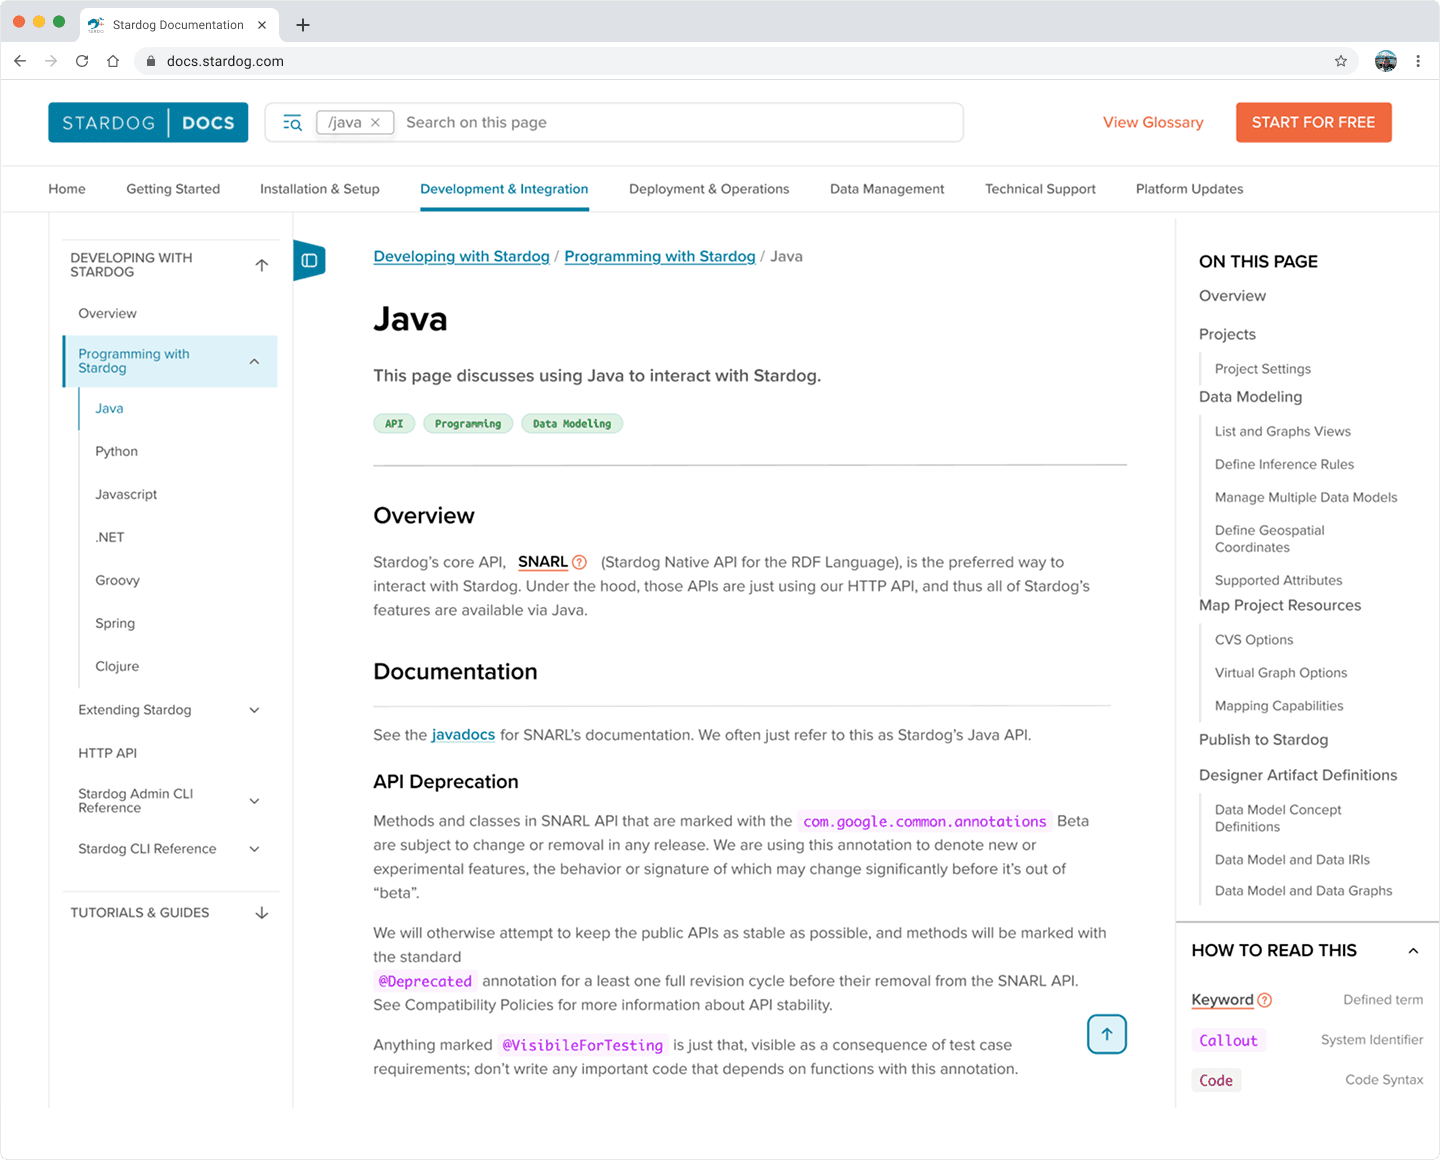 Stardog Documentation
docs.stardog.com
STARDOG | DOCS
/java
Search on this page
View Glossary
START FOR FREE
Home
Getting Started
Installation & Setup
Development & Integration
Deployment & Operations
Data Management
Technical Support
Platform Updates
DEVELOPING WITH
STARDOG
Overview
Programming with
Stardog
Java
Python
Javascript
.NET
Groovy
Spring
Clojure
Extending Stardog
HTTP API
Stardog Admin CLI
Reference
Stardog CLI Reference
TUTORIALS & GUIDES
Developing with Stardog / Programming with Stardog / Java
Java
This page discusses using Java to interact with Stardog.
API
Programming
Data Modeling
Overview
Stardog’s core API, SNARL ? (Stardog Native API for the RDF Language), is the preferred way to
interact with Stardog. Under the hood, those APIs are just using our HTTP API, and thus all of Stardog’s
features are available via Java.
Documentation
See the javadocs for SNARL’s documentation. We often just refer to this as Stardog’s Java API.
API Deprecation
Methods and classes in SNARL API that are marked with the com.google.common.annotations Beta
are subject to change or removal in any release. We are using this annotation to denote new or
experimental features, the behavior or signature of which may change significantly before it’s out of
“beta”.
We will otherwise attempt to keep the public APIs as stable as possible, and methods will be marked with
the standard
@Deprecated annotation for a least one full revision cycle before their removal from the SNARL API.
See Compatibility Policies for more information about API stability.
Anything marked @VisibileForTesting is just that, visible as a consequence of test case
requirements; don’t write any important code that depends on functions with this annotation.
ON THIS PAGE
Overview
Projects
Project Settings
Data Modeling
List and Graphs Views
Define Inference Rules
Manage Multiple Data Models
Define Geospatial
Coordinates
Supported Attributes
Map Project Resources
CVS Options
Virtual Graph Options
Mapping Capabilities
Publish to Stardog
Designer Artifact Definitions
Data Model Concept
Definitions
Data Model and Data IRIs
Data Model and Data Graphs
HOW TO READ THIS
Keyword ? Defined term
Callout System Identifier
Code Code Syntax